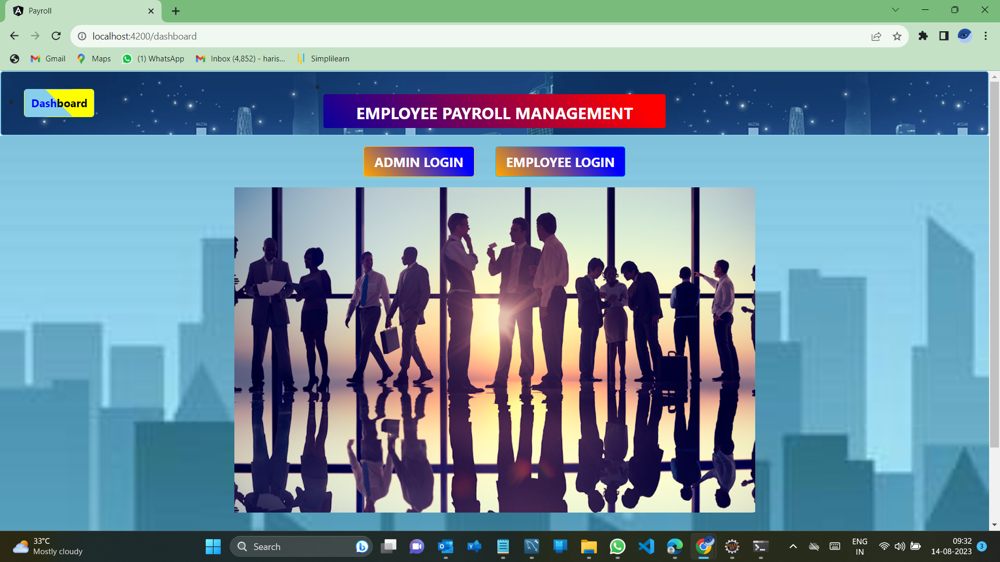 Payroll
localhost:4200/dashboard
Gmail
Maps
(1) WhatsApp
Inbox (4,852) - haris...
Simplilearn
Dashboard
EMPLOYEE PAYROLL MANAGEMENT
ADMIN LOGIN
EMPLOYEE LOGIN
33°C
Mostly cloudy
Search
ENG
IN
09:32
14-08-2023
3